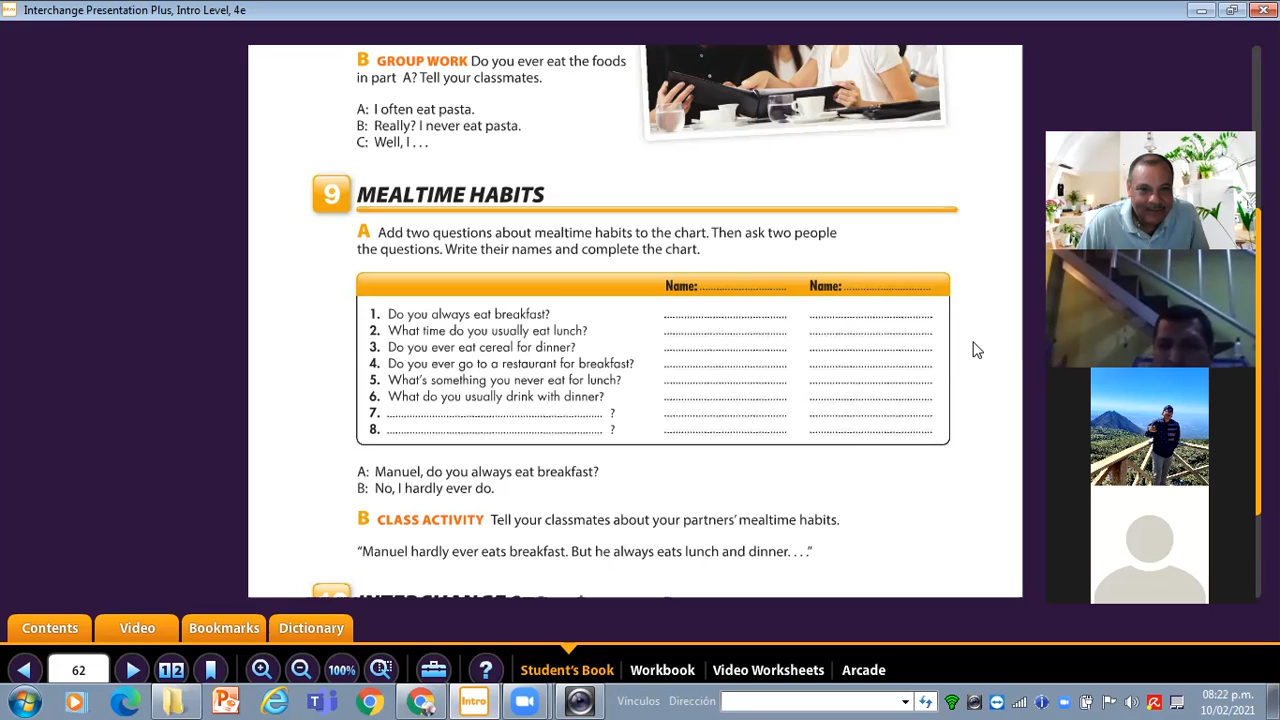 Interchange Presentation Plus, Intro Level, 4e
B GROUP WORK Do you ever eat the foods
in part A? Tell your classmates.
A: I often eat pasta.
B: Really? I never eat pasta.
C: Well, I . . .
9 MEALTIME HABITS
A Add two questions about mealtime habits to the chart. Then ask two people
the questions. Write their names and complete the chart.
Name: Name:
1. Do you always eat breakfast?
2. What time do you usually eat lunch?
3. Do you ever eat cereal for dinner?
4. Do you ever go to a restaurant for breakfast?
5. What's something you never eat for lunch?
6. What do you usually drink with dinner?
7. ?
8. ?
A: Manuel, do you always eat breakfast?
B: No, I hardly ever do.
B CLASS ACTIVITY Tell your classmates about your partners' mealtime habits.
"Manuel hardly ever eats breakfast. But he always eats lunch and dinner. . . ."
Contents Video Bookmarks Dictionary
62 12 100% ? Student's Book Workbook Video Worksheets Arcade
Intro Vínculos Dirección 08:22 p.m.
10/02/2021